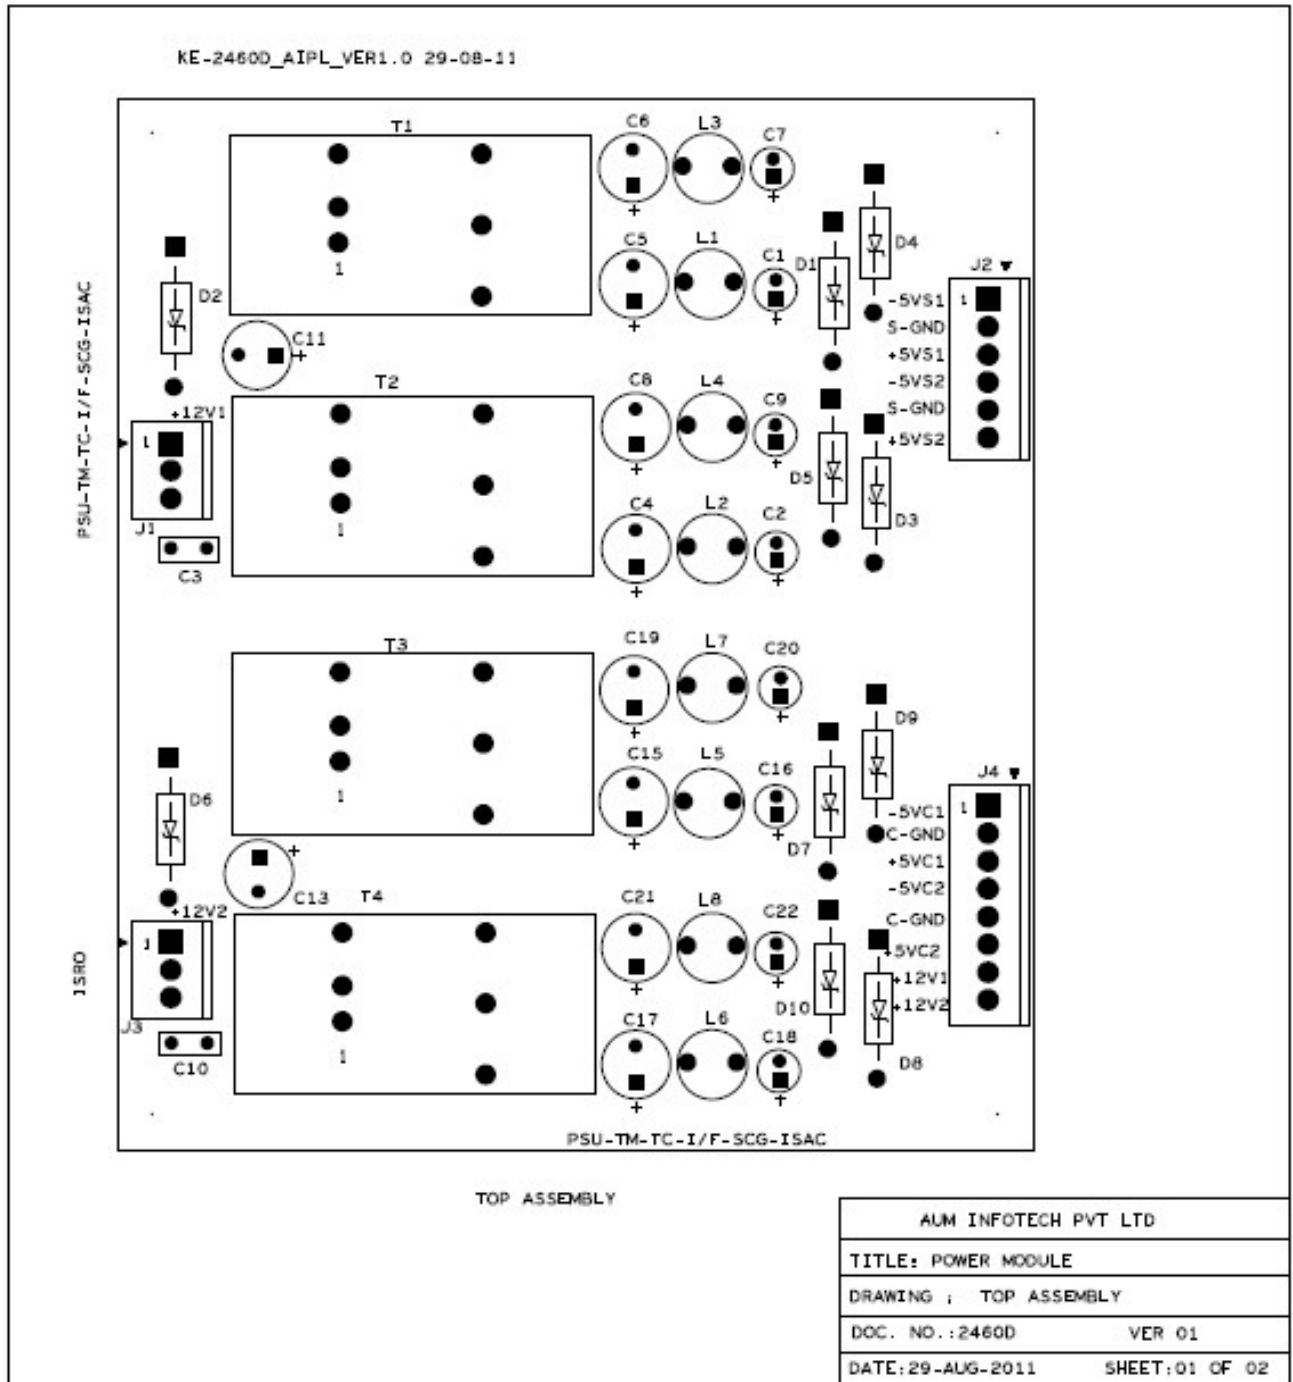 KE-2460D_AIPL_VER1.0 29-08-11
T1
C6
L3
C7
+
+
1
C5
L1
C1
+
+
D1
D4
D2
C11
+
J2
1
-5VS1
S-GND
+5VS1
-5VS2
S-GND
+5VS2
PSU-TM-TC-I/F-SCG-ISAC
+12V1
1
J1
C3
T2
1
C8
L4
C9
+
+
C4
L2
C2
+
+
D5
D3
T3
1
C19
L7
C20
+
+
C15
L5
C16
+
+
D9
D7
D6
C13
+
J4
1
-5VC1
C-GND
+5VC1
-5VC2
C-GND
+5VC2
+12V1
+12V2
ISRO
+12V2
1
J3
C10
T4
1
C21
L8
C22
+
+
C17
L6
C18
+
+
D10
D8
PSU-TM-TC-I/F-SCG-ISAC
TOP ASSEMBLY
AUM INFOTECH PVT LTD
TITLE: POWER MODULE
DRAWING ; TOP ASSEMBLY
DOC. NO.:2460D VER 01
DATE:29-AUG-2011 SHEET:01 OF 02